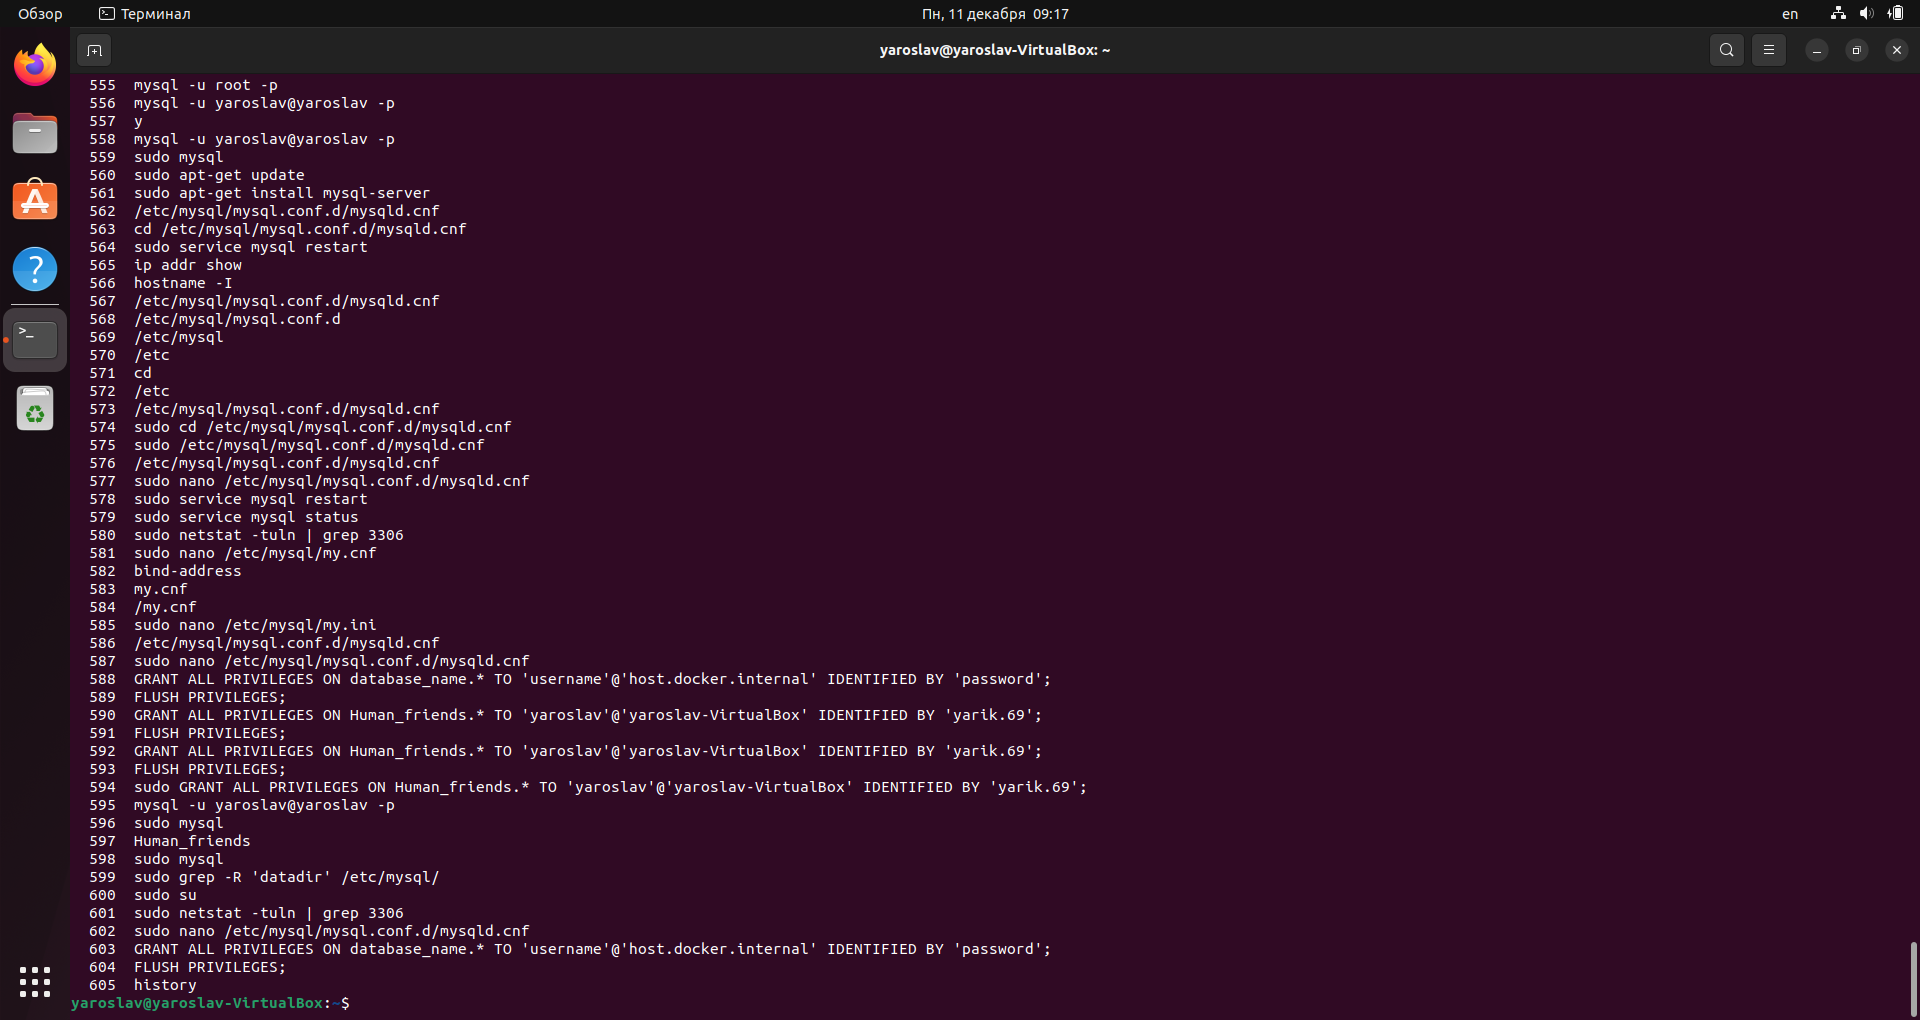 Обзор
Терминал
Пн, 11 декабря 09:17
en
yaroslav@yaroslav-VirtualBox: ~
555 mysql -u root -p
556 mysql -u yaroslav@yaroslav -p
557 y
558 mysql -u yaroslav@yaroslav -p
559 sudo mysql
560 sudo apt-get update
561 sudo apt-get install mysql-server
562 /etc/mysql/mysql.conf.d/mysqld.cnf
563 cd /etc/mysql/mysql.conf.d/mysqld.cnf
564 sudo service mysql restart
565 ip addr show
566 hostname -I
567 /etc/mysql/mysql.conf.d/mysqld.cnf
568 /etc/mysql/mysql.conf.d
569 /etc/mysql
570 /etc
571 cd
572 /etc
573 /etc/mysql/mysql.conf.d/mysqld.cnf
574 sudo cd /etc/mysql/mysql.conf.d/mysqld.cnf
575 sudo /etc/mysql/mysql.conf.d/mysqld.cnf
576 /etc/mysql/mysql.conf.d/mysqld.cnf
577 sudo nano /etc/mysql/mysql.conf.d/mysqld.cnf
578 sudo service mysql restart
579 sudo service mysql status
580 sudo netstat -tuln | grep 3306
581 sudo nano /etc/mysql/my.cnf
582 bind-address
583 my.cnf
584 /my.cnf
585 sudo nano /etc/mysql/my.ini
586 /etc/mysql/mysql.conf.d/mysqld.cnf
587 sudo nano /etc/mysql/mysql.conf.d/mysqld.cnf
588 GRANT ALL PRIVILEGES ON database_name.* TO 'username'@'host.docker.internal' IDENTIFIED BY 'password';
589 FLUSH PRIVILEGES;
590 GRANT ALL PRIVILEGES ON Human_friends.* TO 'yaroslav'@'yaroslav-VirtualBox' IDENTIFIED BY 'yarik.69';
591 FLUSH PRIVILEGES;
592 GRANT ALL PRIVILEGES ON Human_friends.* TO 'yaroslav'@'yaroslav-VirtualBox' IDENTIFIED BY 'yarik.69';
593 FLUSH PRIVILEGES;
594 sudo GRANT ALL PRIVILEGES ON Human_friends.* TO 'yaroslav'@'yaroslav-VirtualBox' IDENTIFIED BY 'yarik.69';
595 mysql -u yaroslav@yaroslav -p
596 sudo mysql
597 Human_friends
598 sudo mysql
599 sudo grep -R 'datadir' /etc/mysql/
600 sudo su
601 sudo netstat -tuln | grep 3306
602 sudo nano /etc/mysql/mysql.conf.d/mysqld.cnf
603 GRANT ALL PRIVILEGES ON database_name.* TO 'username'@'host.docker.internal' IDENTIFIED BY 'password';
604 FLUSH PRIVILEGES;
605 history
yaroslav@yaroslav-VirtualBox:~$